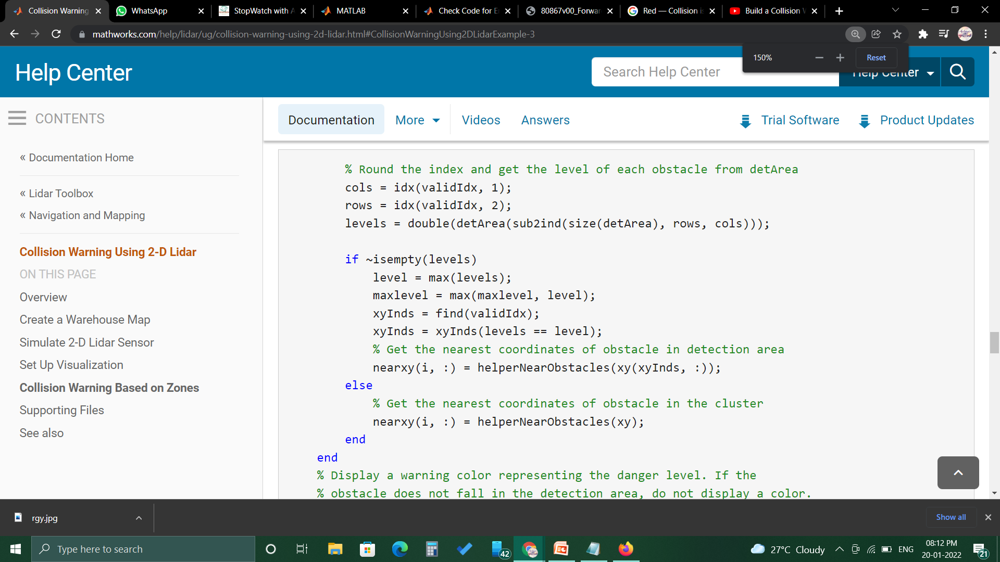 Collision Warning
WhatsApp
StopWatch with A
MATLAB
Check Code for E
80867v00_Forwar
Red — Collision i
Build a Collision W
mathworks.com/help/lidar/ug/collision-warning-using-2d-lidar.html#CollisionWarningUsing2DLidarExample-3
150%
Reset
Help Center
Search Help Center
Help Center
CONTENTS
Documentation
More
Videos
Answers
Trial Software
Product Updates
« Documentation Home
« Lidar Toolbox
« Navigation and Mapping
Collision Warning Using 2-D Lidar
ON THIS PAGE
Overview
Create a Warehouse Map
Simulate 2-D Lidar Sensor
Set Up Visualization
Collision Warning Based on Zones
Supporting Files
See also
% Round the index and get the level of each obstacle from detArea
cols = idx(validIdx, 1);
rows = idx(validIdx, 2);
levels = double(detArea(sub2ind(size(detArea), rows, cols)));
if ~isempty(levels)
level = max(levels);
maxlevel = max(maxlevel, level);
xyInds = find(validIdx);
xyInds = xyInds(levels == level);
% Get the nearest coordinates of obstacle in detection area
nearxy(i, :) = helperNearObstacles(xy(xyInds, :));
else
% Get the nearest coordinates of obstacle in the cluster
nearxy(i, :) = helperNearObstacles(xy);
end
end
% Display a warning color representing the danger level. If the
% obstacle does not fall in the detection area, do not display a color.
rgy.jpg
Show all
Type here to search
42
27°C Cloudy
ENG
08:12 PM
20-01-2022
21